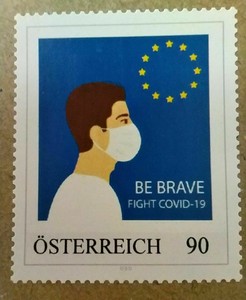 BE BRAVE
FIGHT COVID-19
ÖSTERREICH 90